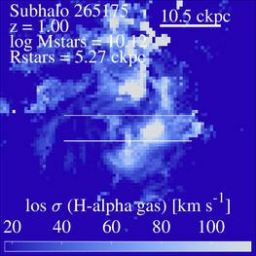 Subhalo 265175
10.5 ckpc
z = 1.00
log Mstars = 10.12
Rstars = 5.27 ckpc
los σ (H-alpha gas) [km s⁻¹]
20 40 60 80 100